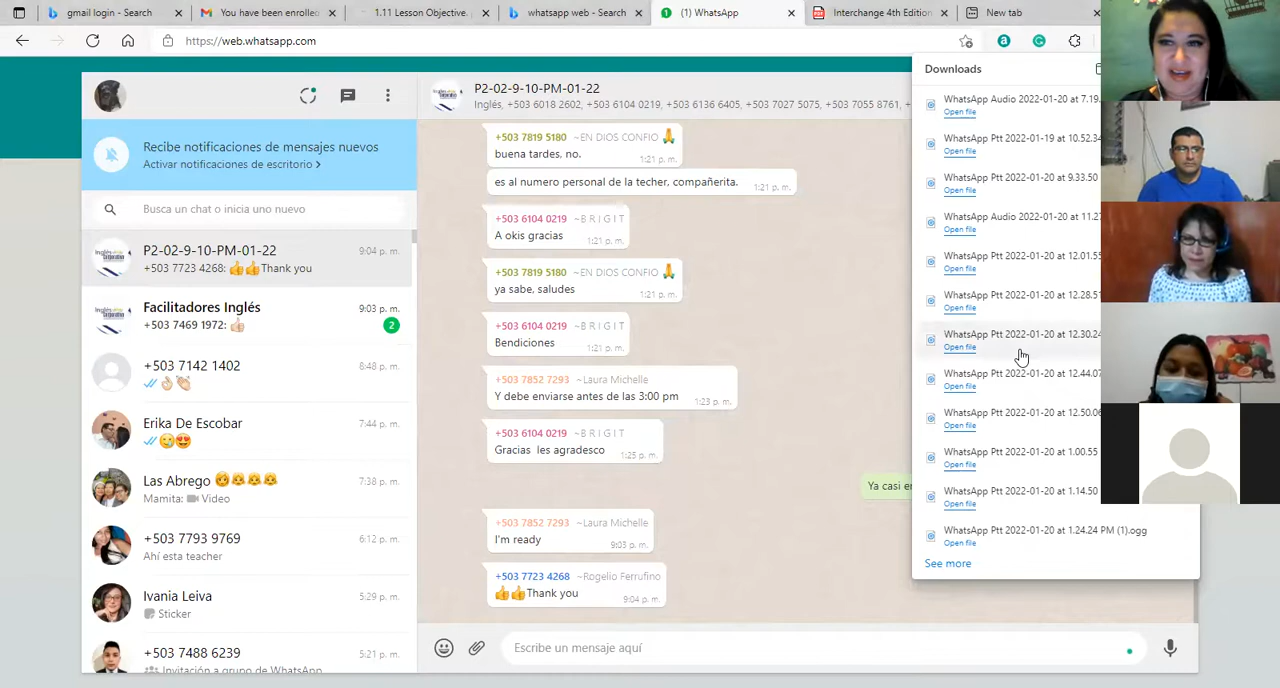 gmail login - Search
You have been enrolle
1.11 Lesson Objective.
whatsapp web - Search
(1) WhatsApp
Interchange 4th Edition
New tab
https://web.whatsapp.com
P2-02-9-10-PM-01-22
Inglés, +503 6018 2602, +503 6104 0219, +503 6136 6405, +503 7027 5075, +503 7055 8761, +
Recibe notificaciones de mensajes nuevos
Activar notificaciones de escritorio >
Busca un chat o inicia uno nuevo
P2-02-9-10-PM-01-22
9:04 p. m.
+503 7723 4268: 👍👍Thank you
Facilitadores Inglés
9:03 p. m.
+503 7469 1972: 👍🏻
2
+503 7142 1402
8:48 p. m.
Erika De Escobar
7:44 p. m.
Las Abrego
7:38 p. m.
Mamita: Video
+503 7793 9769
6:12 p. m.
Ahí esta teacher
Ivania Leiva
5:29 p. m.
Sticker
+503 7488 6239
5:21 p. m.
Invitación a grupo de WhatsApp
+503 7819 5180 ~EN DIOS CONFIO 🙏
buena tardes, no.
1:21 p. m.
es al numero personal de la techer, compañerita.
1:21 p. m.
+503 6104 0219 ~B R I G I T
A okis gracias
1:21 p. m.
+503 7819 5180 ~EN DIOS CONFIO 🙏
ya sabe, saludes
1:21 p. m.
+503 6104 0219 ~B R I G I T
Bendiciones
1:21 p. m.
+503 7852 7293 ~Laura Michelle
Y debe enviarse antes de las 3:00 pm
1:23 p. m.
+503 6104 0219 ~B R I G I T
Gracias les agradesco
1:25 p. m.
Ya casi en
+503 7852 7293 ~Laura Michelle
I'm ready
9:03 p. m.
+503 7723 4268 ~Rogelio Ferrufino
👍👍Thank you
9:04 p. m.
Escribe un mensaje aquí
Downloads
WhatsApp Audio 2022-01-20 at 7.19.
Open file
WhatsApp Ptt 2022-01-19 at 10.52.34
Open file
WhatsApp Ptt 2022-01-20 at 9.33.50
Open file
WhatsApp Audio 2022-01-20 at 11.27
Open file
WhatsApp Ptt 2022-01-20 at 12.01.55
Open file
WhatsApp Ptt 2022-01-20 at 12.28.51
Open file
WhatsApp Ptt 2022-01-20 at 12.30.24
Open file
WhatsApp Ptt 2022-01-20 at 12.44.07
Open file
WhatsApp Ptt 2022-01-20 at 12.50.06
Open file
WhatsApp Ptt 2022-01-20 at 1.00.55
Open file
WhatsApp Ptt 2022-01-20 at 1.14.50
Open file
WhatsApp Ptt 2022-01-20 at 1.24.24 PM (1).ogg
Open file
See more